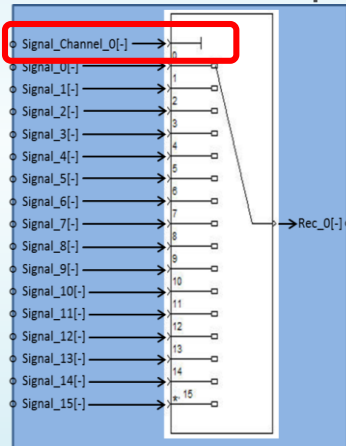 Signal_Channel_0[-]
Signal_0[-] 0
Signal_1[-] 1
Signal_2[-] 2
Signal_3[-] 3
Signal_4[-] 4
Signal_5[-] 5
Signal_6[-] 6
Signal_7[-] 7 Rec_0[-]
Signal_8[-] 8
Signal_9[-] 9
Signal_10[-] 10
Signal_11[-] 11
Signal_12[-] 12
Signal_13[-] 13
Signal_14[-] 14
Signal_15[-] *, 15